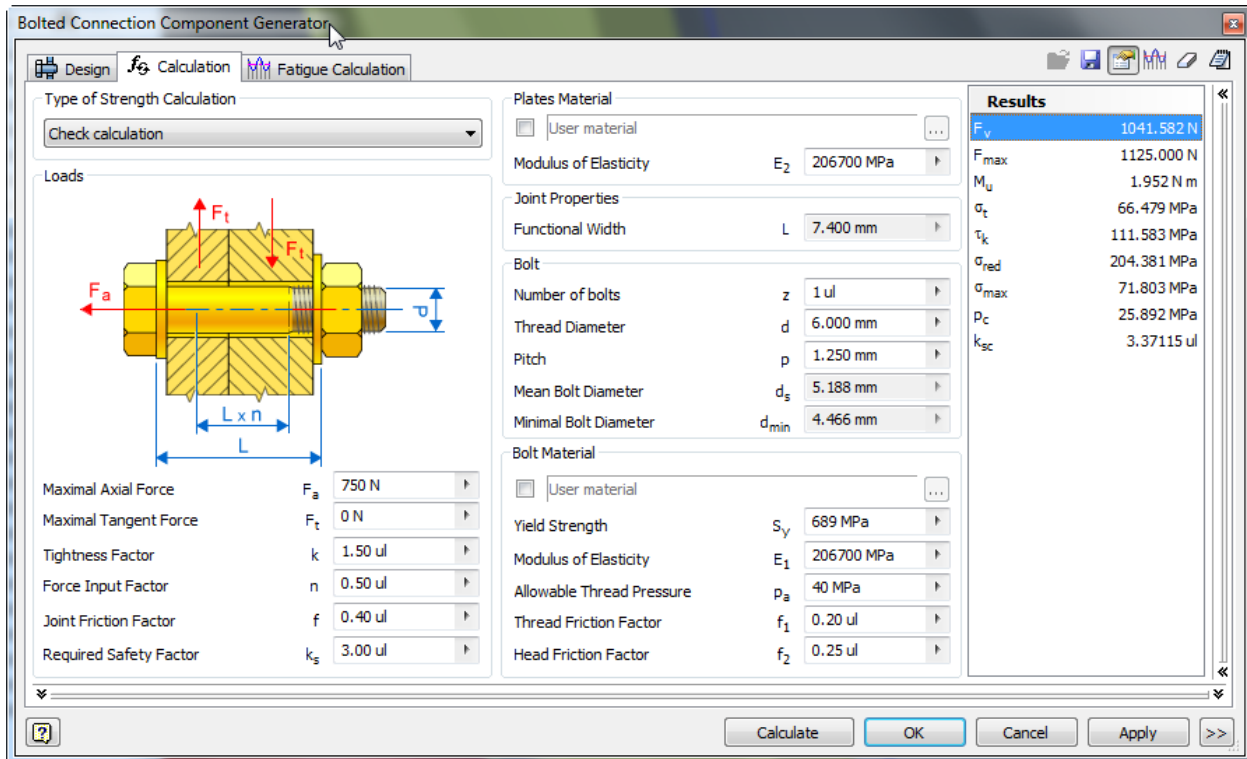 Bolted Connection Component Generator
Design
Calculation
Fatigue Calculation
Type of Strength Calculation
Check calculation
Loads
Ft
Ft
Fa
d
L x n
L
Maximal Axial Force Fa 750 N
Maximal Tangent Force Ft 0 N
Tightness Factor k 1.50 ul
Force Input Factor n 0.50 ul
Joint Friction Factor f 0.40 ul
Required Safety Factor ks 3.00 ul
Plates Material
User material ...
Modulus of Elasticity E2 206700 MPa
Joint Properties
Functional Width L 7.400 mm
Bolt
Number of bolts z 1 ul
Thread Diameter d 6.000 mm
Pitch p 1.250 mm
Mean Bolt Diameter ds 5.188 mm
Minimal Bolt Diameter dmin 4.466 mm
Bolt Material
User material ...
Yield Strength Sy 689 MPa
Modulus of Elasticity E1 206700 MPa
Allowable Thread Pressure pa 40 MPa
Thread Friction Factor f1 0.20 ul
Head Friction Factor f2 0.25 ul
Results
Fv 1041.582 N
Fmax 1125.000 N
Mu 1.952 N m
σt 66.479 MPa
τk 111.583 MPa
σred 204.381 MPa
σmax 71.803 MPa
pc 25.892 MPa
ksc 3.37115 ul
Calculate
OK
Cancel
Apply
>>